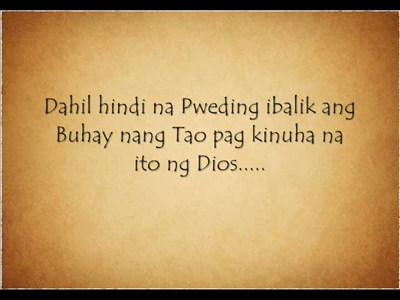 Dahil hindi na Pweding ibalik ang
Buhay nang Tao pag kinuha na
ito ng Dios.....